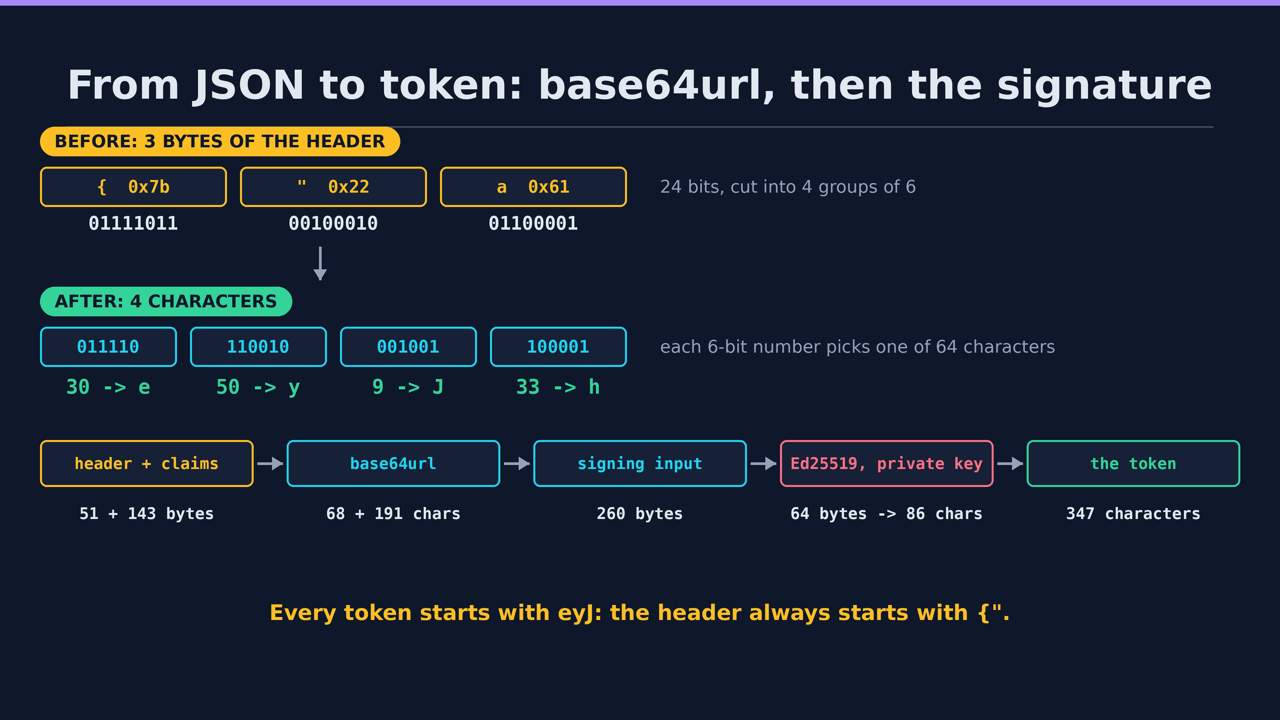 From JSON to token: base64url, then the signature
BEFORE: 3 BYTES OF THE HEADER
{ 0x7b " 0x22 a 0x61 24 bits, cut into 4 groups of 6
01111011 00100010 01100001
AFTER: 4 CHARACTERS
011110 110010 001001 100001 each 6-bit number picks one of 64 characters
30 -> e 50 -> y 9 -> J 33 -> h
header + claims base64url signing input Ed25519, private key the token
51 + 143 bytes 68 + 191 chars 260 bytes 64 bytes -> 86 chars 347 characters
Every token starts with eyJ: the header always starts with {".